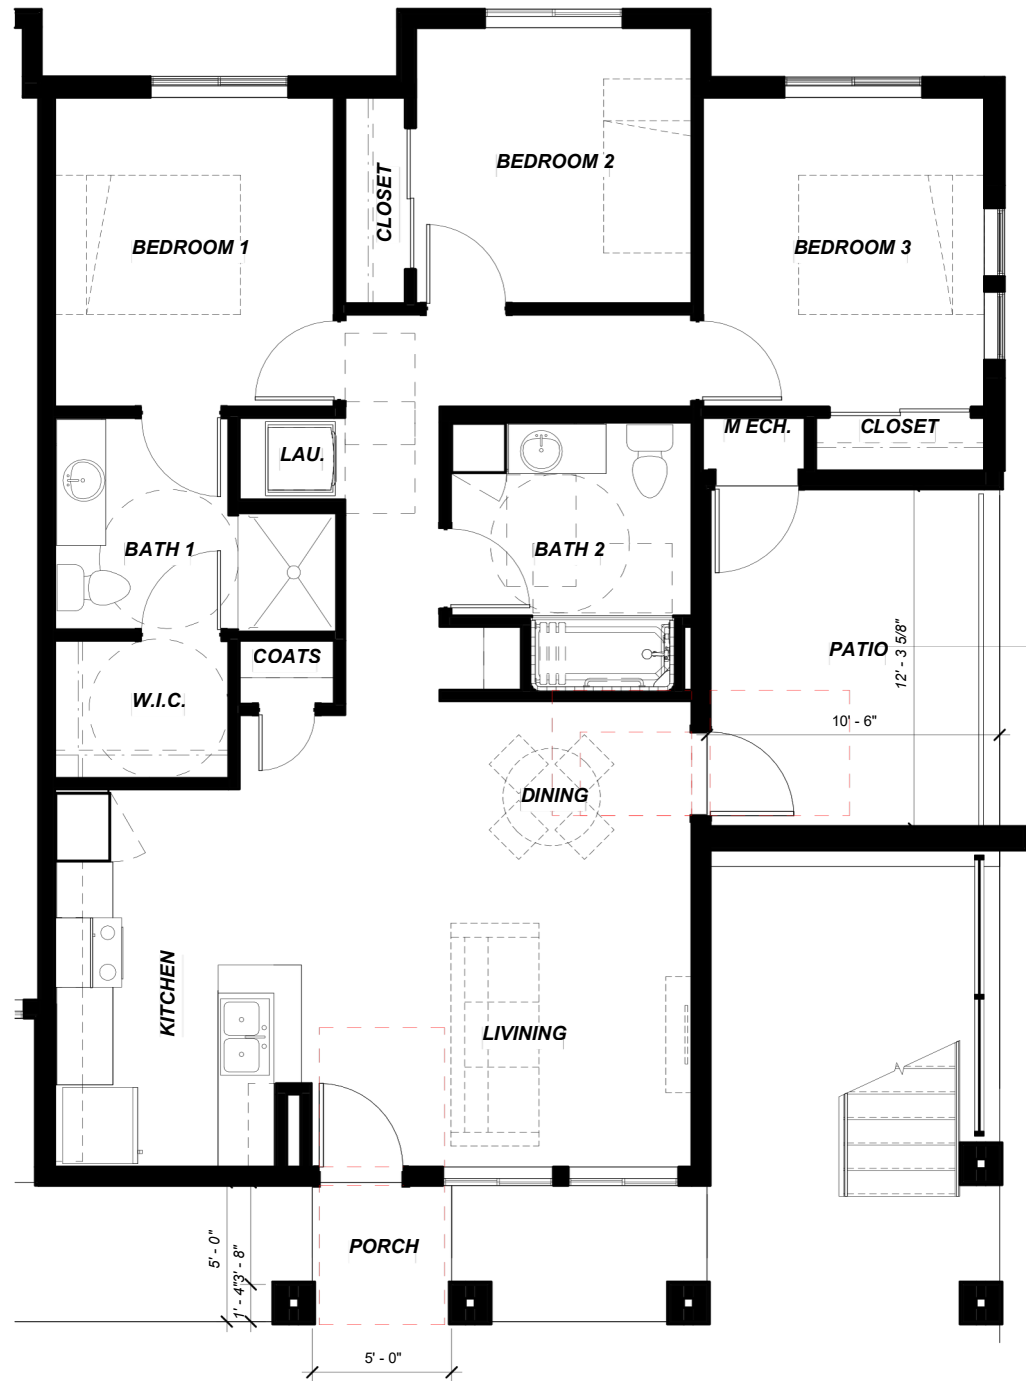 BEDROOM 2
CLOSET
BEDROOM 1
BEDROOM 3
M ECH.
CLOSET
LAU.
BATH 1
BATH 2
COATS
PATIO
12' - 3 5/8"
W.I.C.
10' - 6"
DINING
KITCHEN
LIVINING
PORCH
5' - 0"
3' - 8"
1' - 4"
5' - 0"